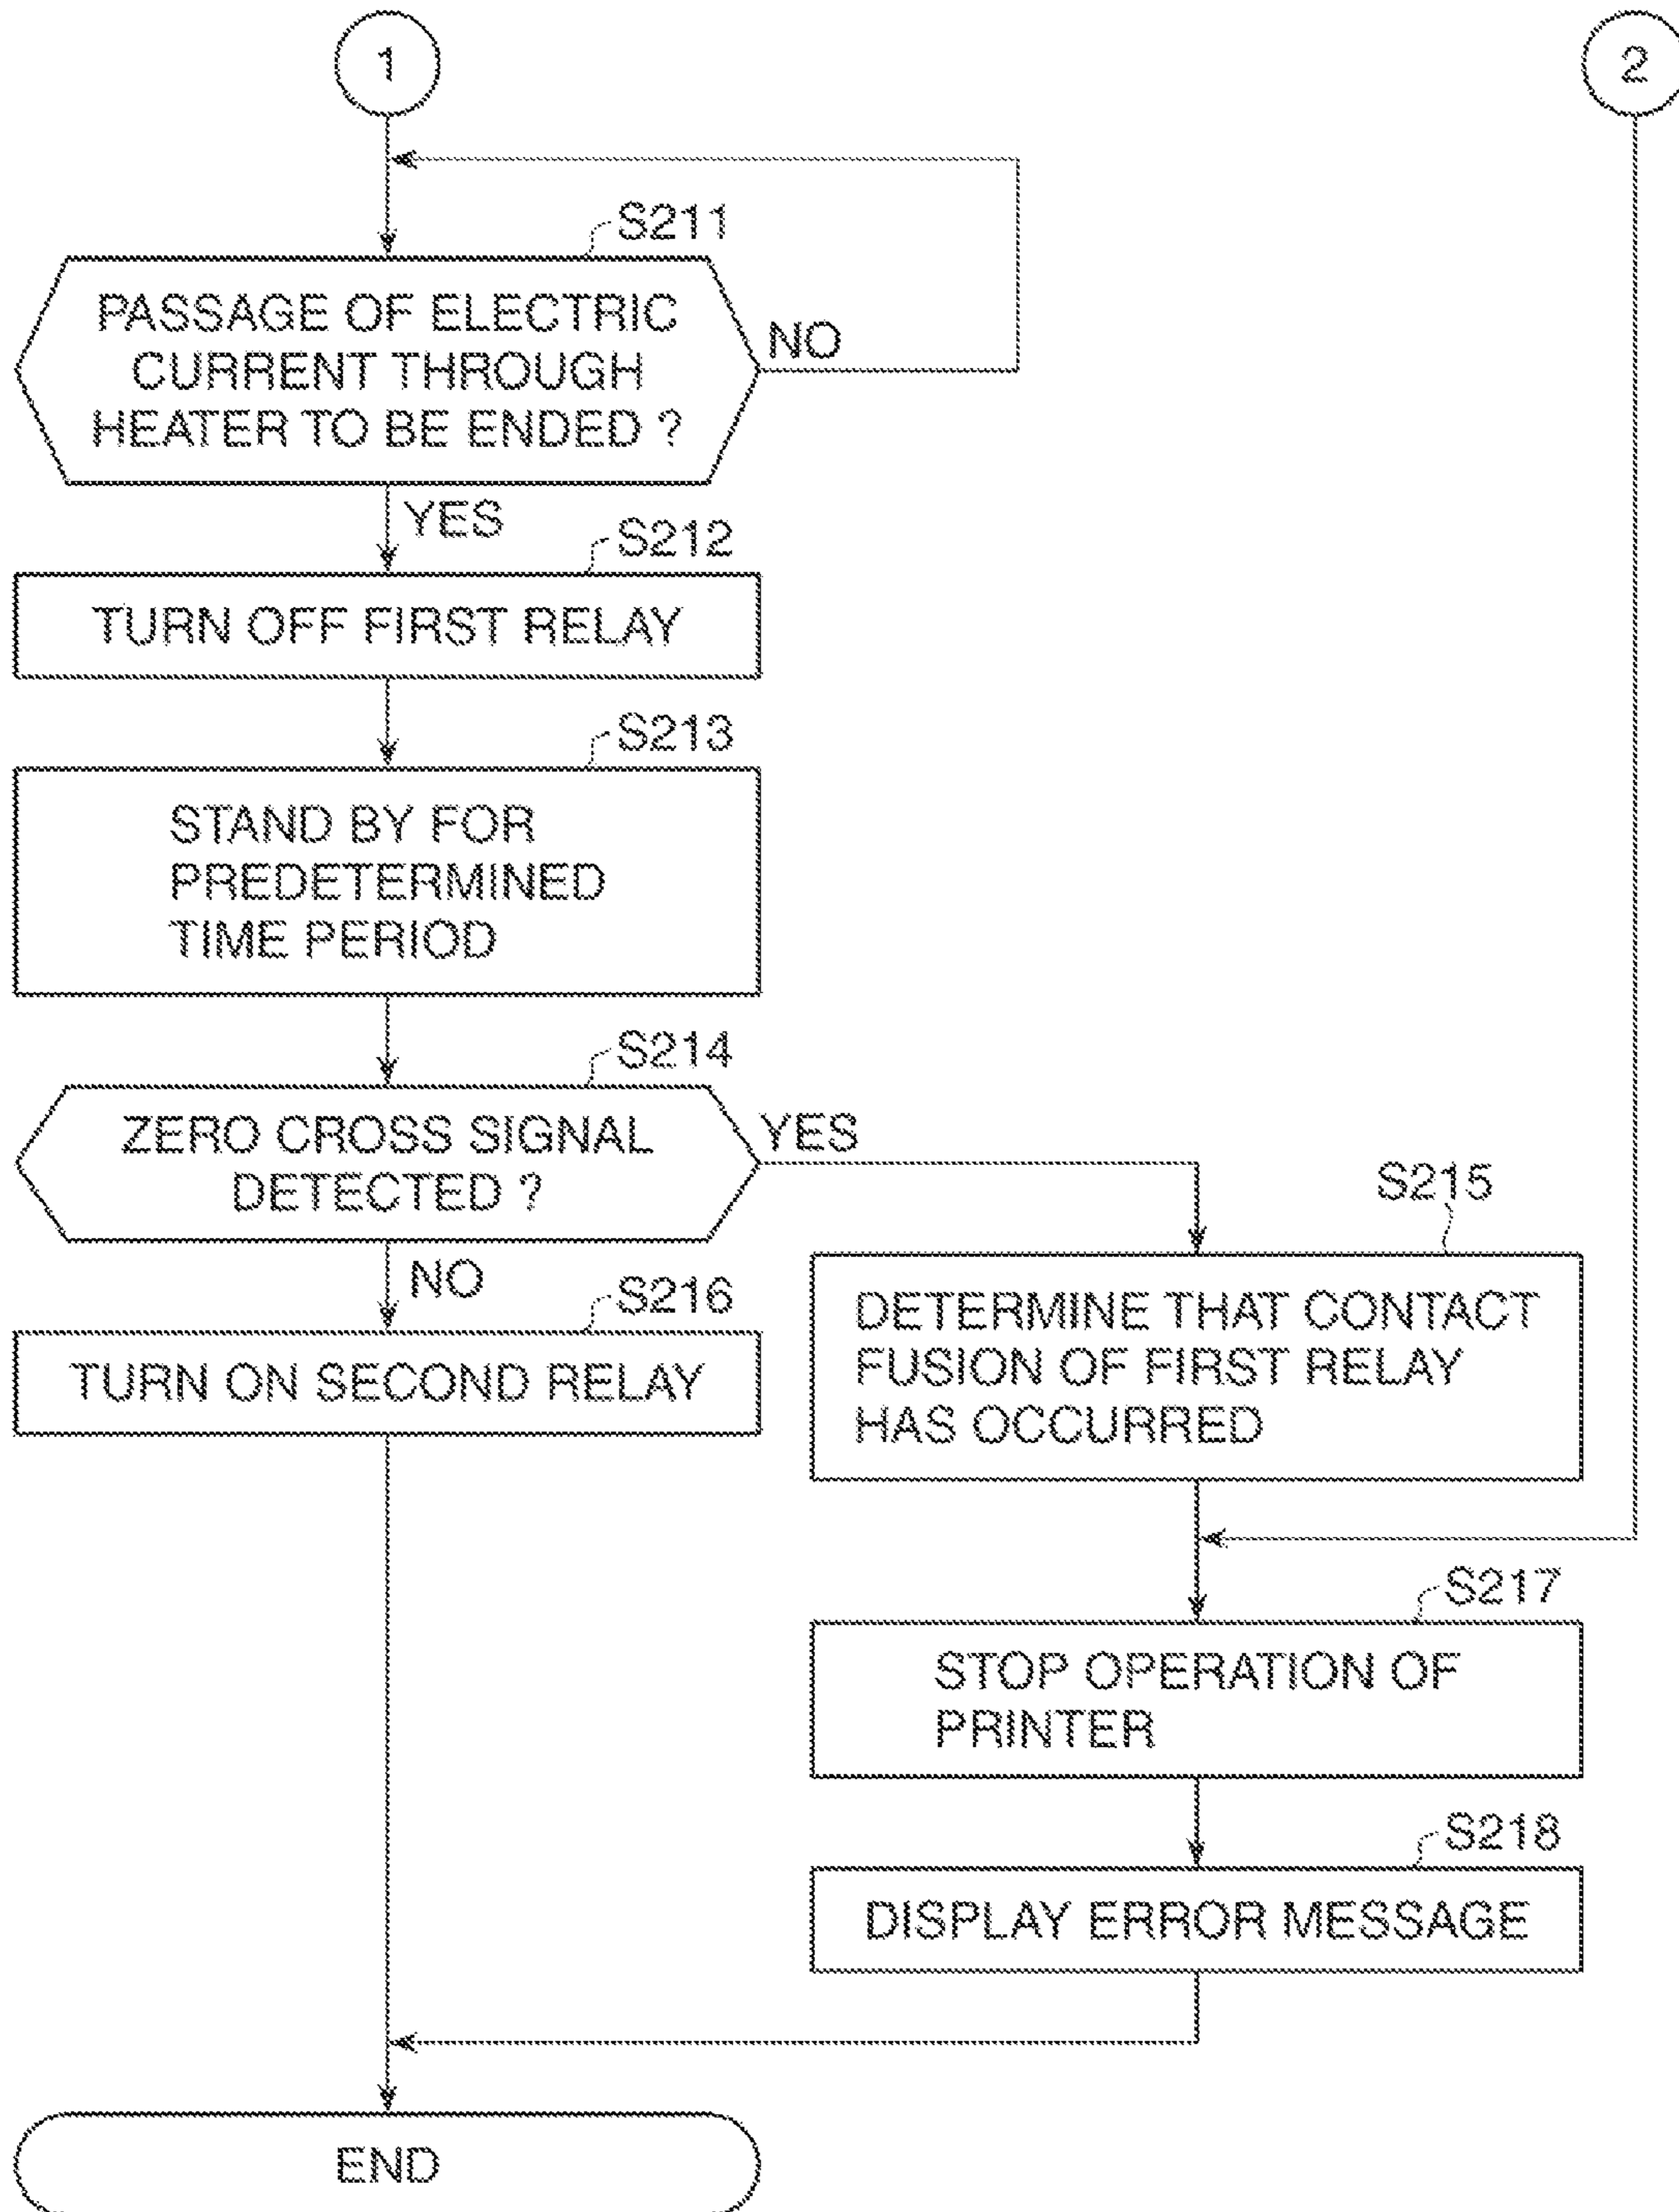 1
2
S211
PASSAGE OF ELECTRIC
CURRENT THROUGH
HEATER TO BE ENDED ?
NO
YES
S212
TURN OFF FIRST RELAY
S213
STAND BY FOR
PREDETERMINED
TIME PERIOD
S214
ZERO CROSS SIGNAL
DETECTED ?
YES
NO
S215
DETERMINE THAT CONTACT
FUSION OF FIRST RELAY
HAS OCCURRED
S216
TURN ON SECOND RELAY
S217
STOP OPERATION OF
PRINTER
S218
DISPLAY ERROR MESSAGE
END